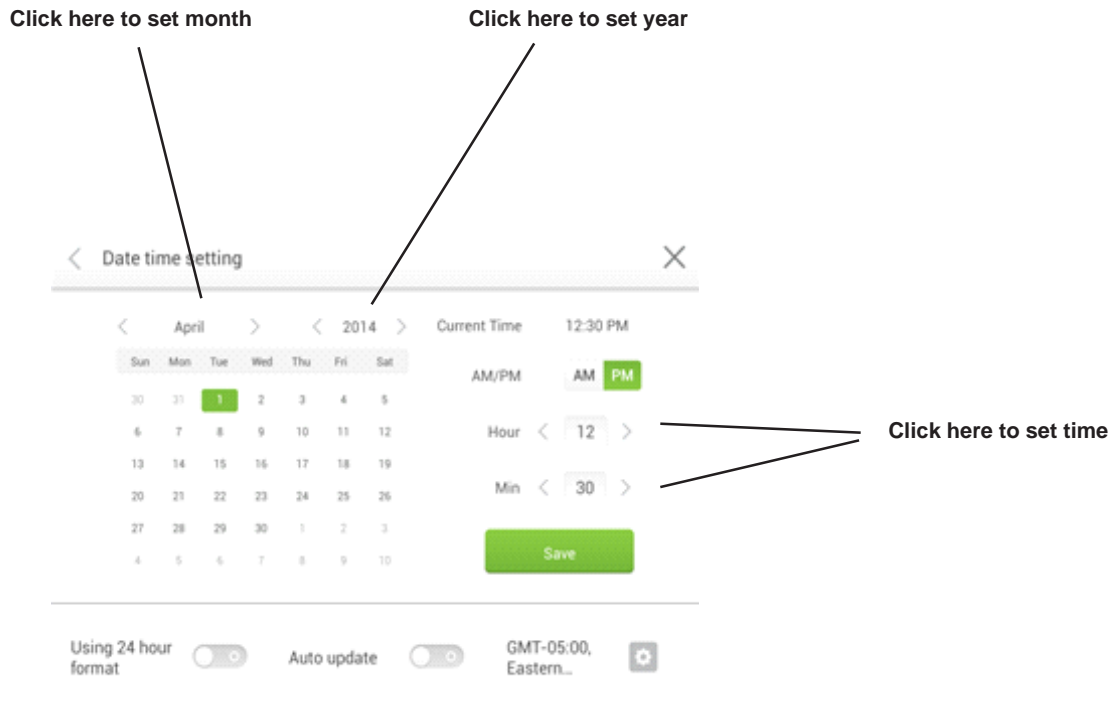 Click here to set month
Click here to set year
Date time setting
April
2014
Current Time 12:30 PM
Sun Mon Tue Wed Thu Fri Sat
AM/PM AM PM
30 31 1 2 3 4 5
6 7 8 9 10 11 12
Hour 12
Click here to set time
13 14 15 16 17 18 19
20 21 22 23 24 25 26
Min 30
27 28 29 30 1 2 3
4 5 6 7 8 9 10
Save
Using 24 hour
format
Auto update
GMT-05:00,
Eastern...